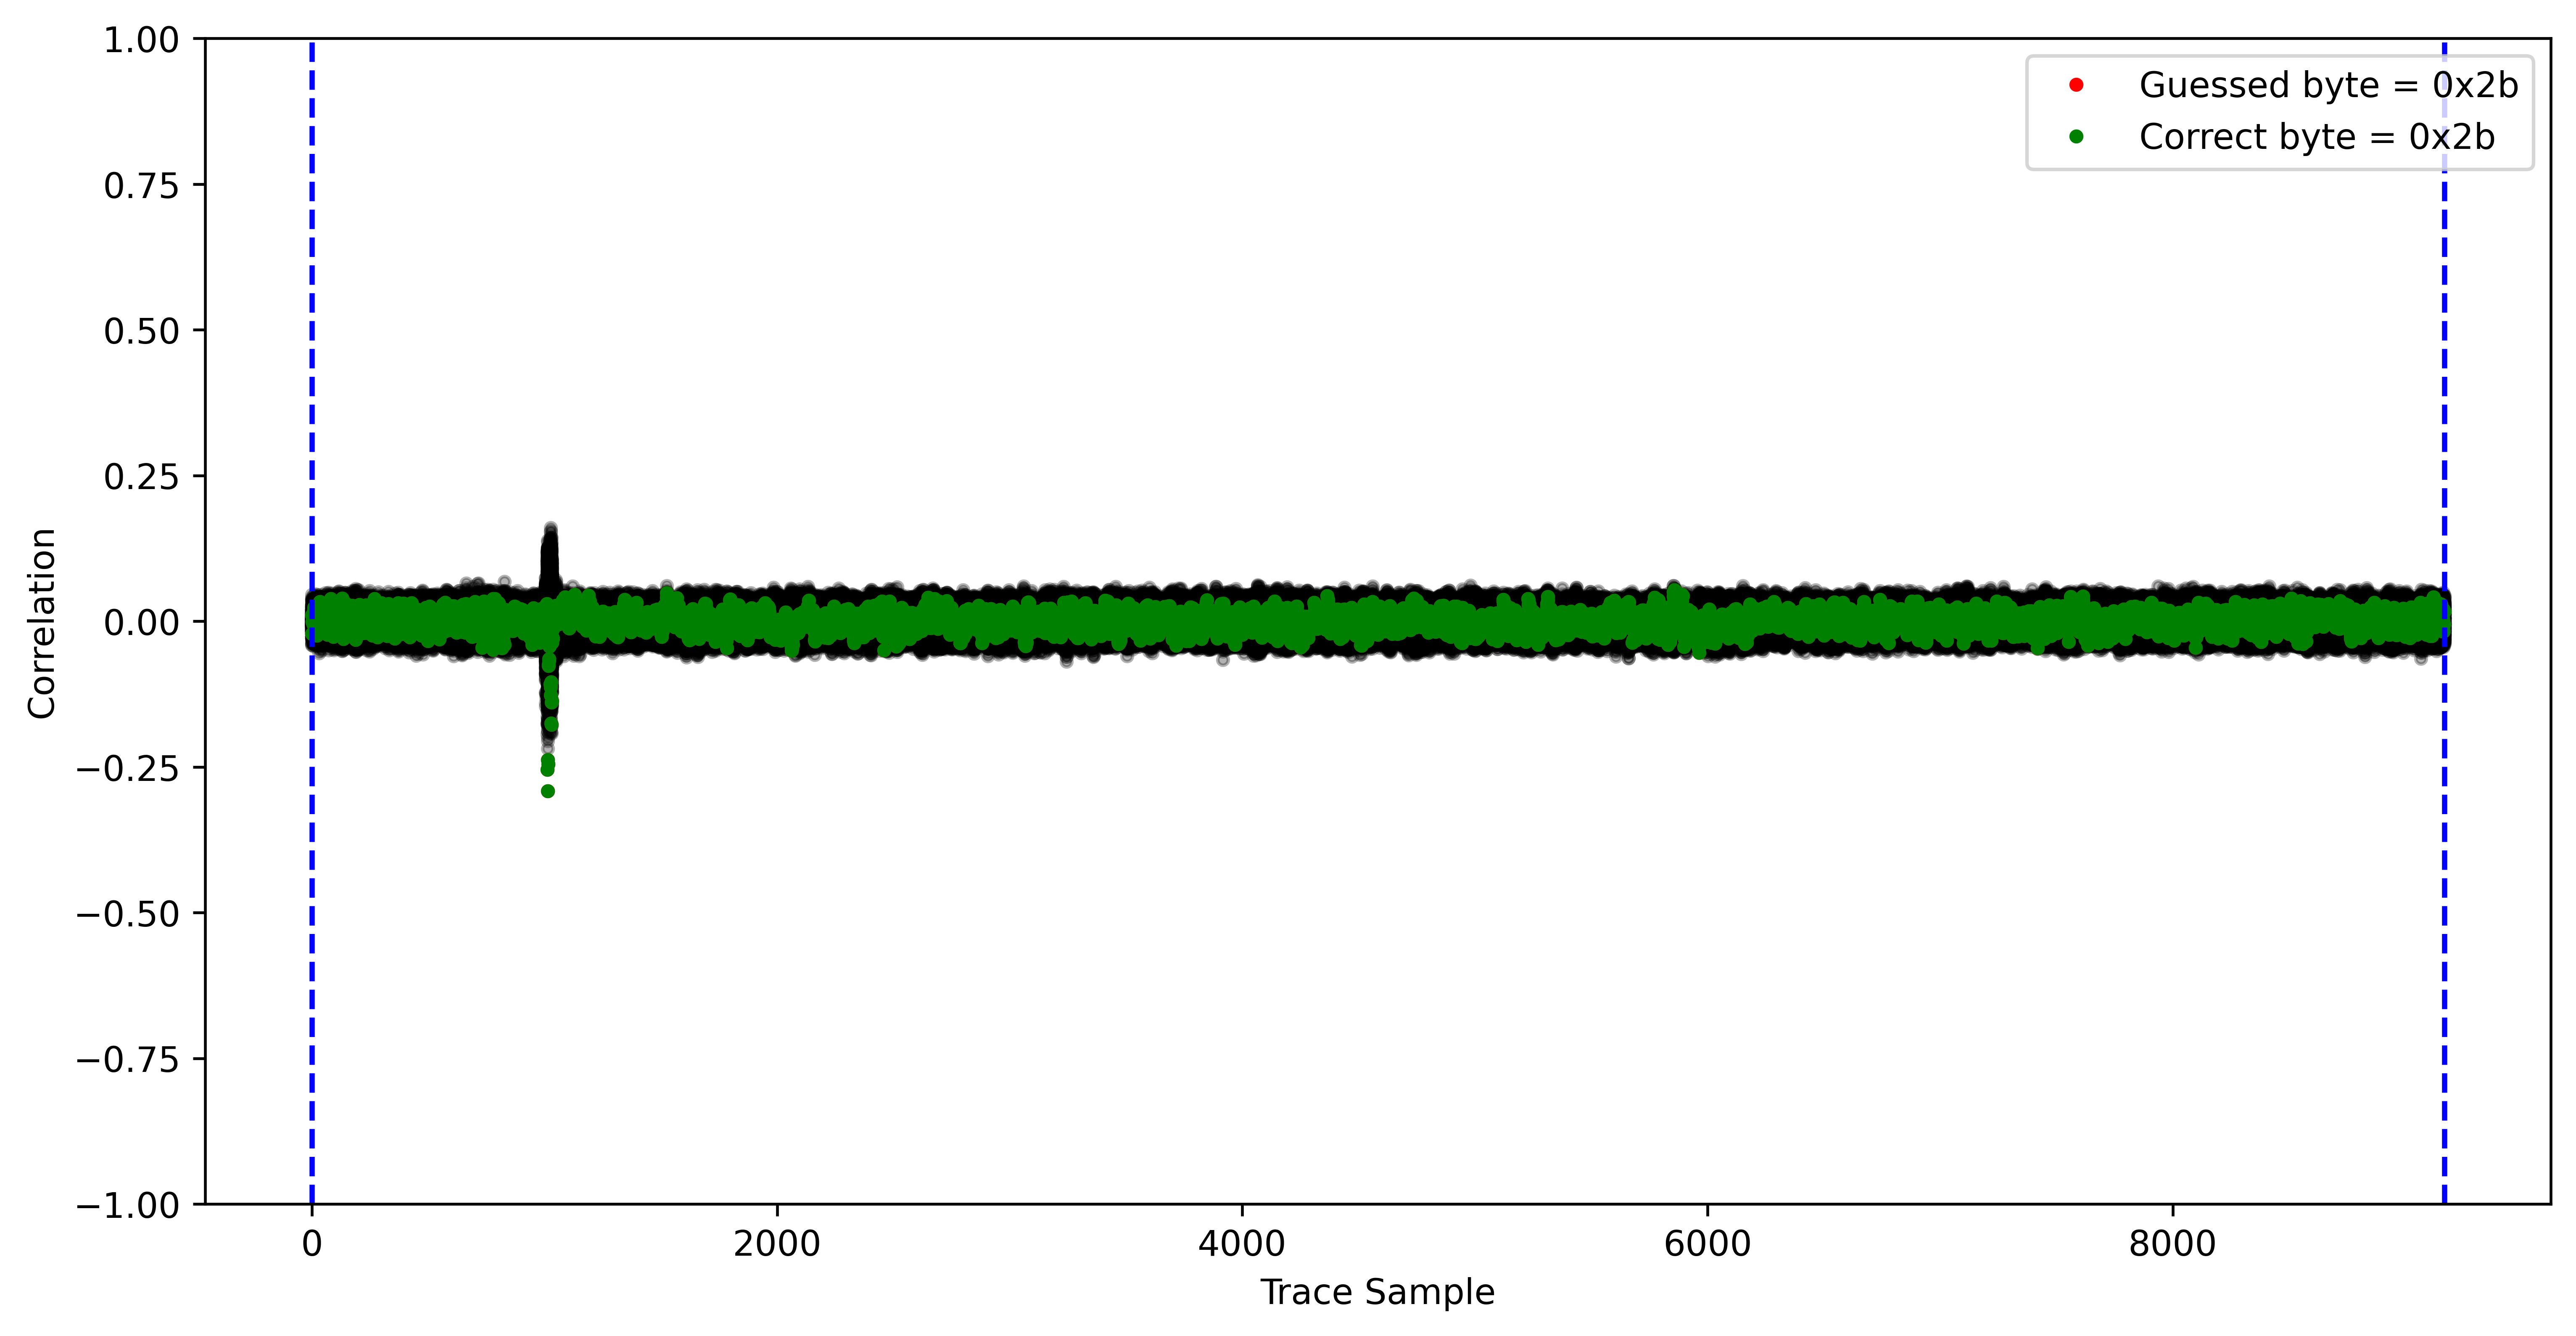 Guessed byte = 0x2b
Correct byte = 0x2b
1.00
0.75
0.50
0.25
0.00
−0.25
−0.50
−0.75
−1.00
Correlation
0 2000 4000 6000 8000
Trace Sample